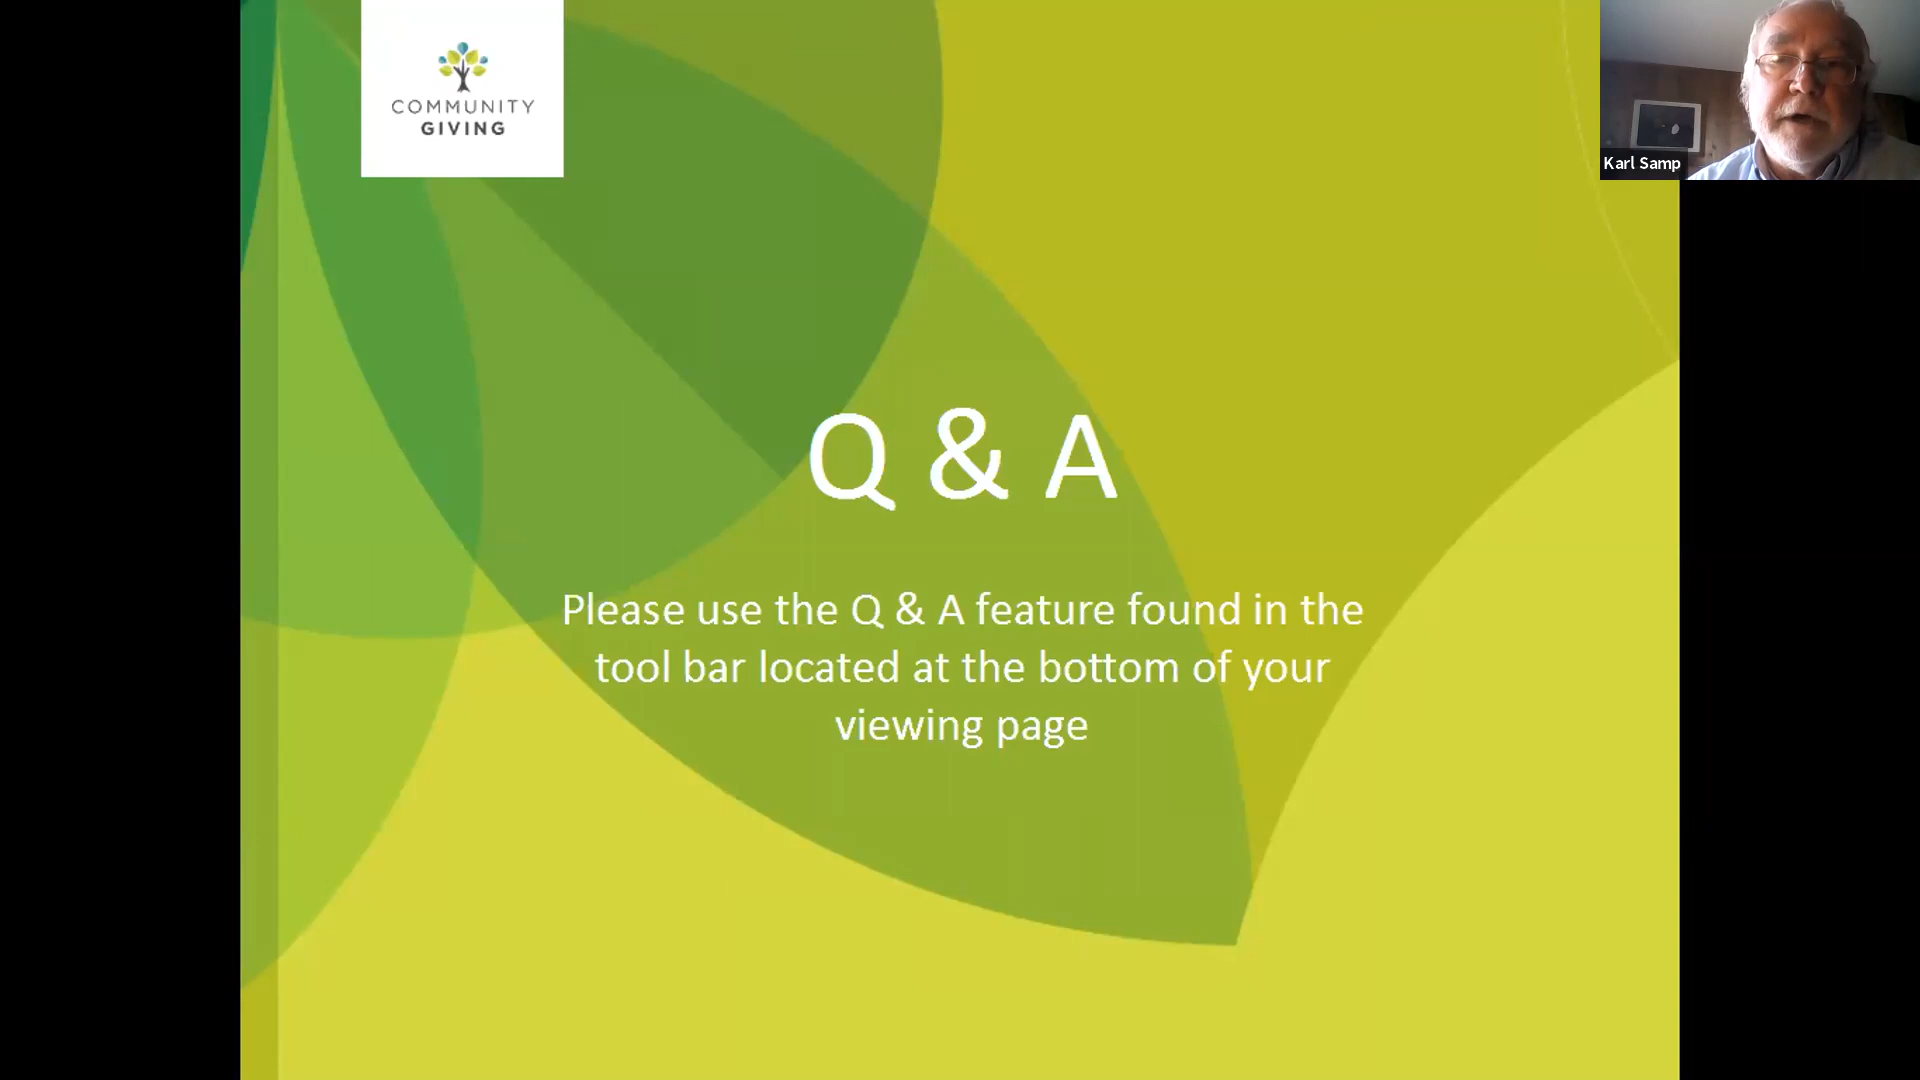 COMMUNITY
GIVING
Karl Samp
Q & A
Please use the Q & A feature found in the
tool bar located at the bottom of your
viewing page